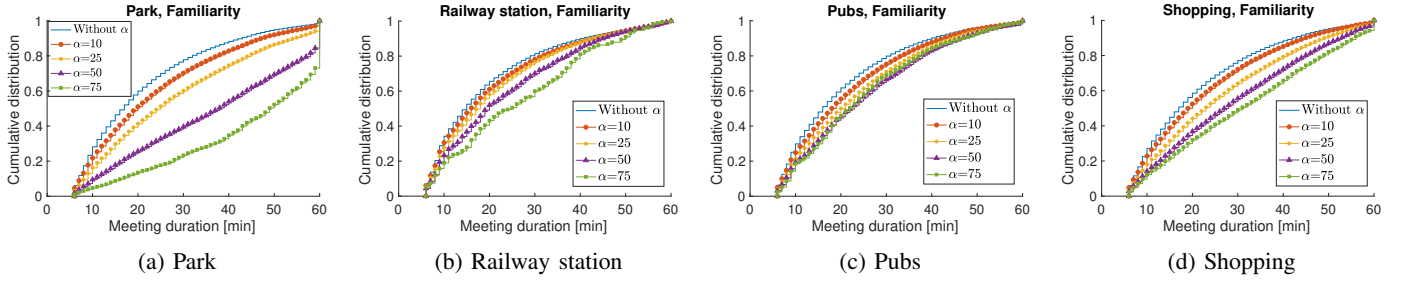 Park, Familiarity
Cumulative distribution
1
0.8
0.6
0.4
0.2
0
Without α
α=10
α=25
α=50
α=75
0 10 20 30 40 50 60
Meeting duration [min]
(a) Park
Railway station, Familiarity
Cumulative distribution
1
0.8
0.6
0.4
0.2
0
Without α
α=10
α=25
α=50
α=75
0 10 20 30 40 50 60
Meeting duration [min]
(b) Railway station
Pubs, Familiarity
Cumulative distribution
1
0.8
0.6
0.4
0.2
0
Without α
α=10
α=25
α=50
α=75
0 10 20 30 40 50 60
Meeting duration [min]
(c) Pubs
Shopping, Familiarity
Cumulative distribution
1
0.8
0.6
0.4
0.2
0
Without α
α=10
α=25
α=50
α=75
0 10 20 30 40 50 60
Meeting duration [min]
(d) Shopping